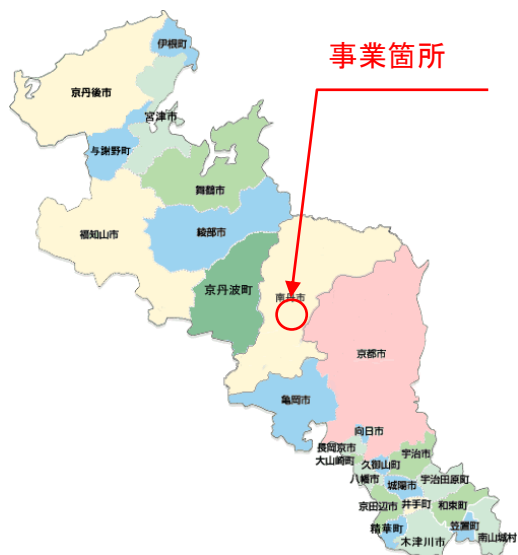 伊根町
事業箇所
京丹後市
宮津市
与謝野町
舞鶴市
福知山市
綾部市
京丹波町
南丹市
京都市
亀岡市
向日市
長岡京市
大山崎町
宇治市
久御山町
八幡市
宇治田原町
城陽市
京田辺市
井手町
和束町
精華町
笠置町
木津川市
南山城村